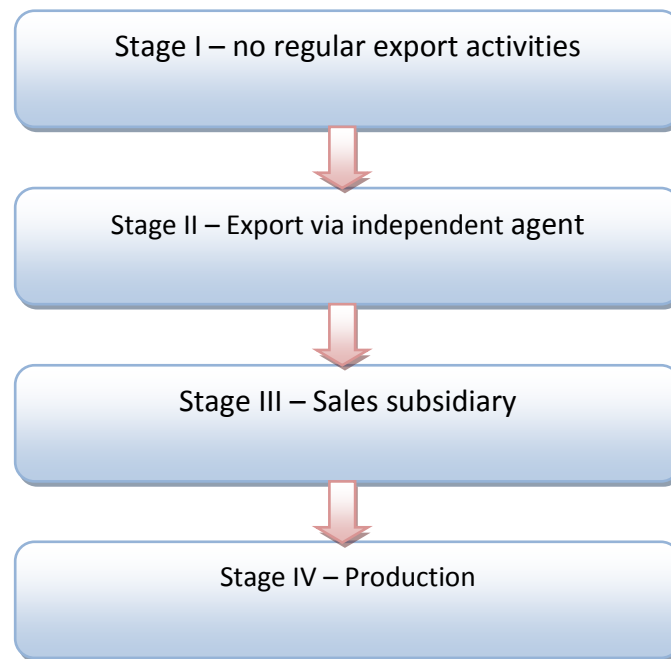 Stage I – no regular export activities
Stage II – Export via independent agent
Stage III – Sales subsidiary
Stage IV – Production